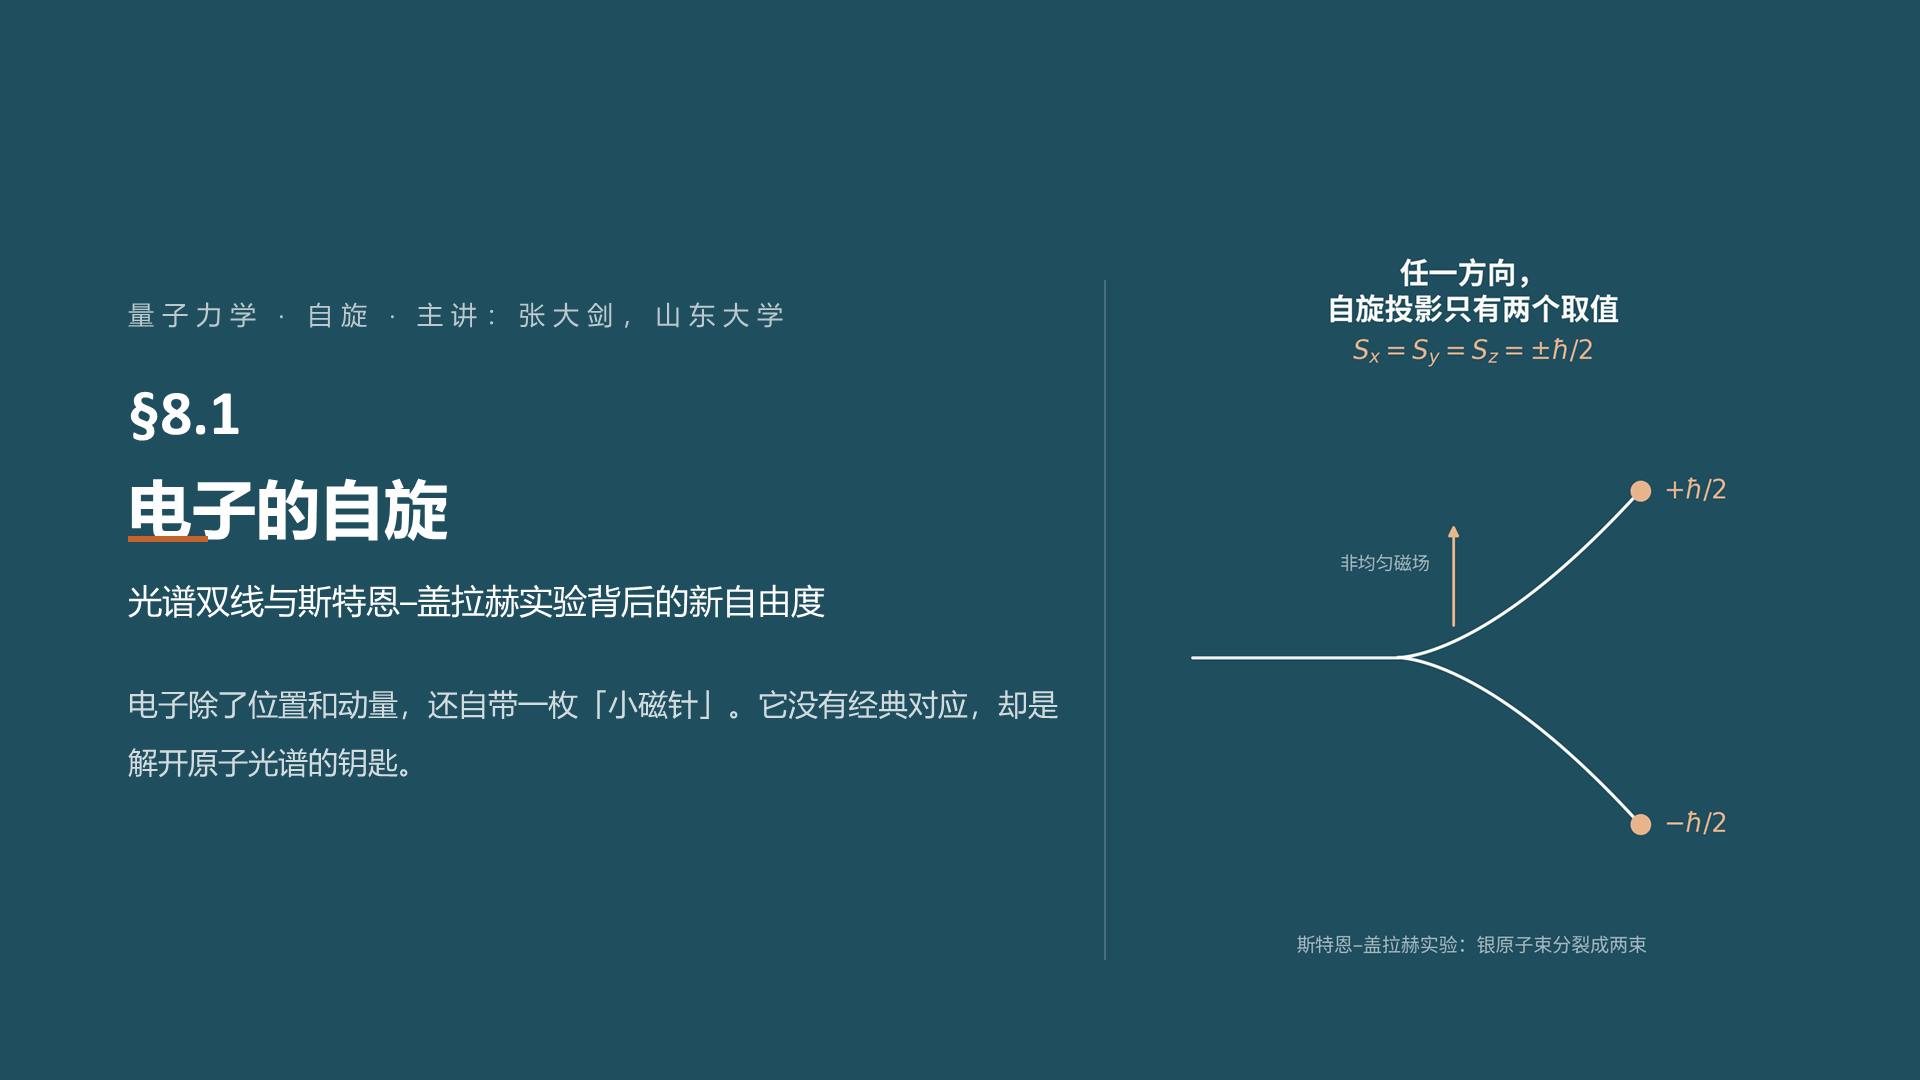 量子力学 · 自旋 · 主讲：张大剑，山东大学
§8.1
电子的自旋
光谱双线与斯特恩–盖拉赫实验背后的新自由度
电子除了位置和动量，还自带一枚「小磁针」。它没有经典对应，却是
解开原子光谱的钥匙。
任一方向，
自旋投影只有两个取值
Sₓ = S_y = S_z = ±ℏ/2
+ℏ/2
非均匀磁场
−ℏ/2
斯特恩–盖拉赫实验：银原子束分裂成两束